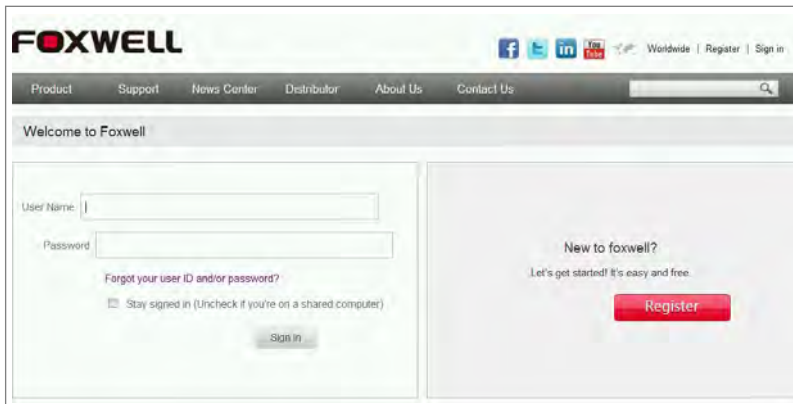 FOXWELL
You Tube
Worldwide | Register | Sign in
Product Support News Center Distributor About Us Contact Us
Welcome to Foxwell
User Name
Password
Forgot your user ID and/or password?
Stay signed in (Uncheck if you're on a shared computer)
Sign in
New to foxwell?
Let's get started! It's easy and free.
Register